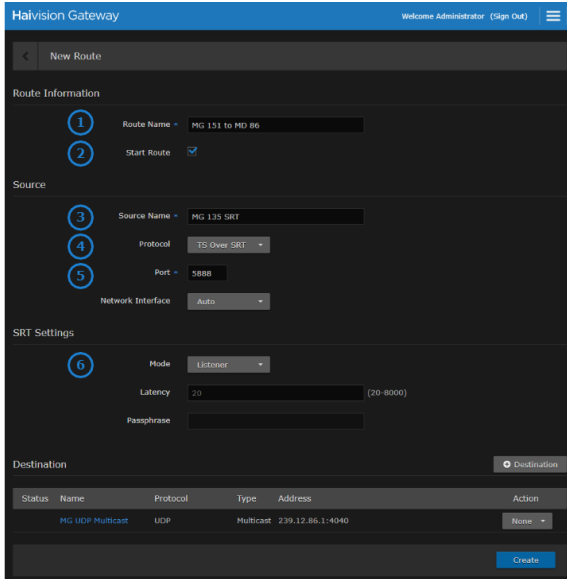 Haivision Gateway Welcome Administrator (Sign Out)
New Route
Route Information
1 Route Name * MG 151 to MD 86
2 Start Route
Source
3 Source Name * MG 135 SRT
4 Protocol TS Over SRT
5 Port * 5888
Network Interface Auto
SRT Settings
6 Mode Listener
Latency 20 (20-8000)
Passphrase
Destination Destination
Status Name Protocol Type Address Action
MG UDP Multicast UDP Multicast 239.12.86.1:4040 None
Create